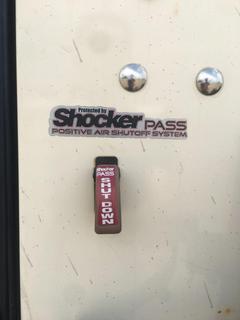 Protected by
Shocker PASS
POSITIVE AIR SHUTOFF SYSTEM
Shocker
PASS
SHUT DOWN